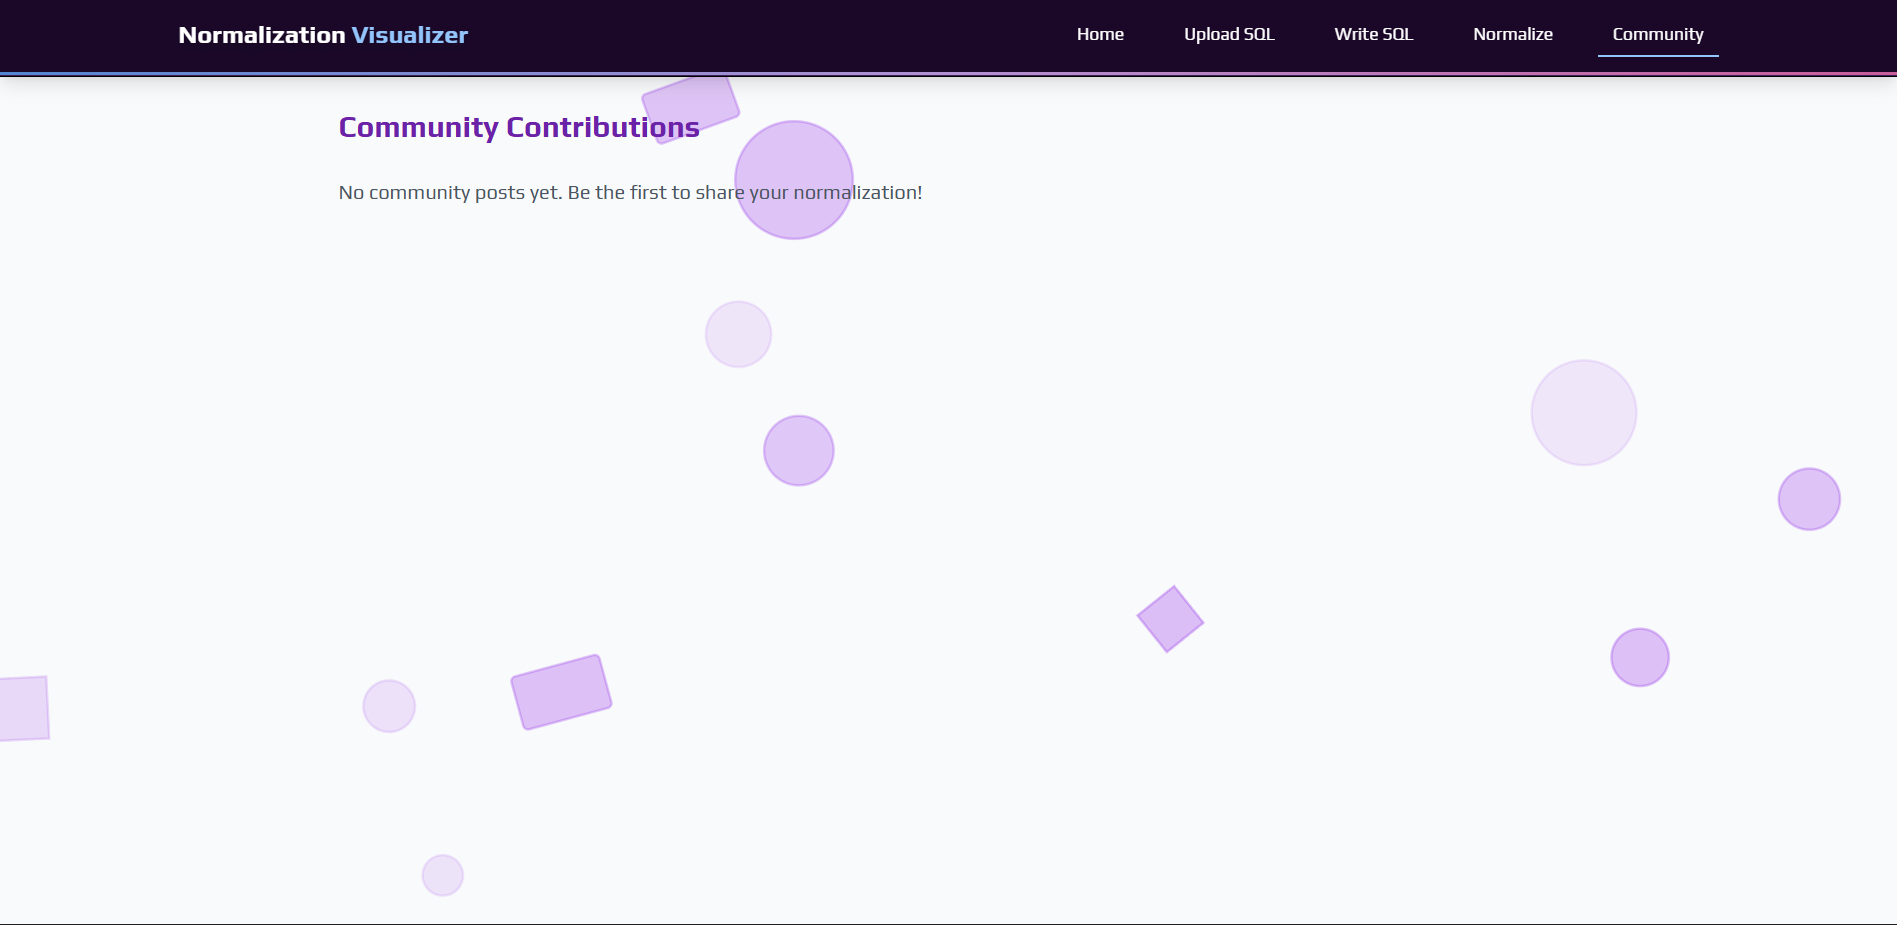 Normalization Visualizer
Home Upload SQL Write SQL Normalize Community
Community Contributions
No community posts yet. Be the first to share your normalization!